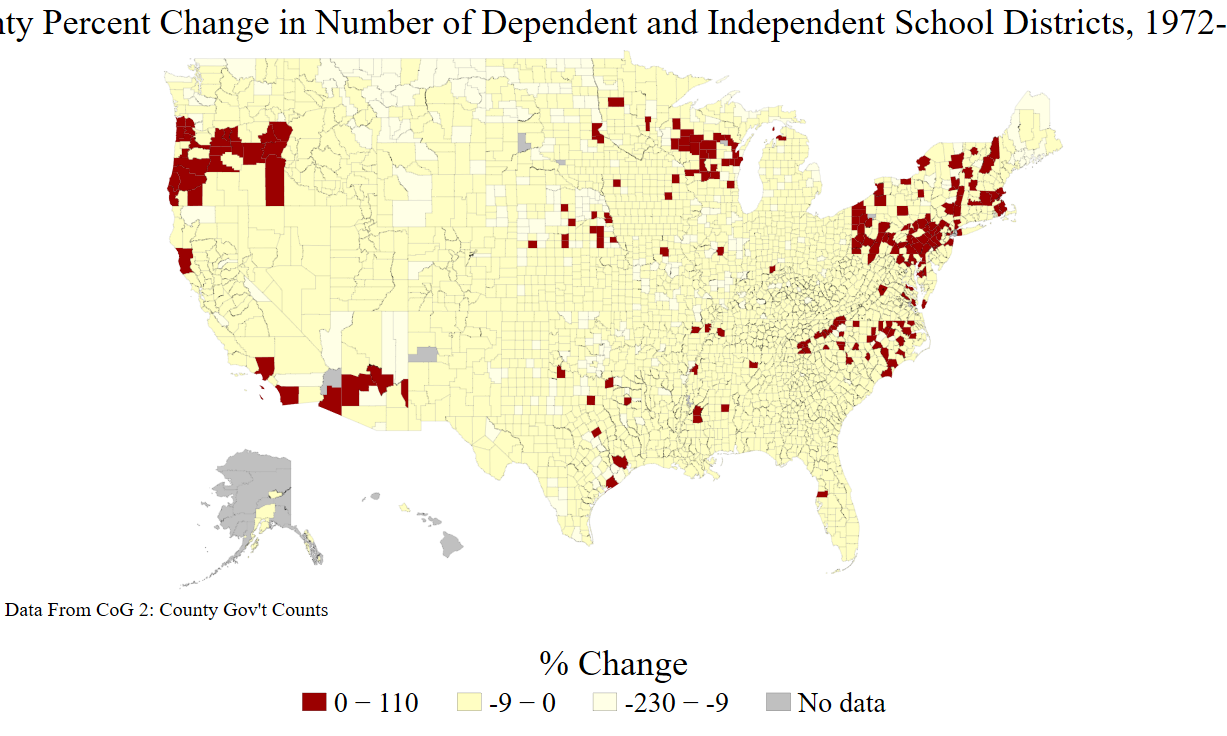 nty Percent Change in Number of Dependent and Independent School Districts, 1972-
Data From CoG 2: County Gov't Counts
% Change
0 − 110
-9 − 0
-230 − -9
No data